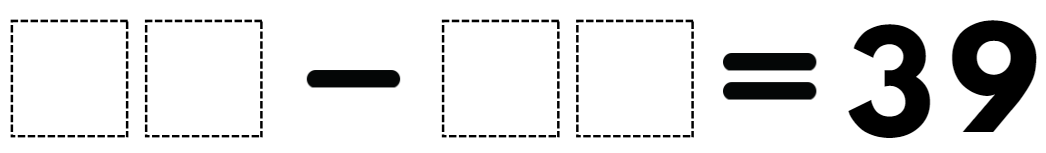 − = 39